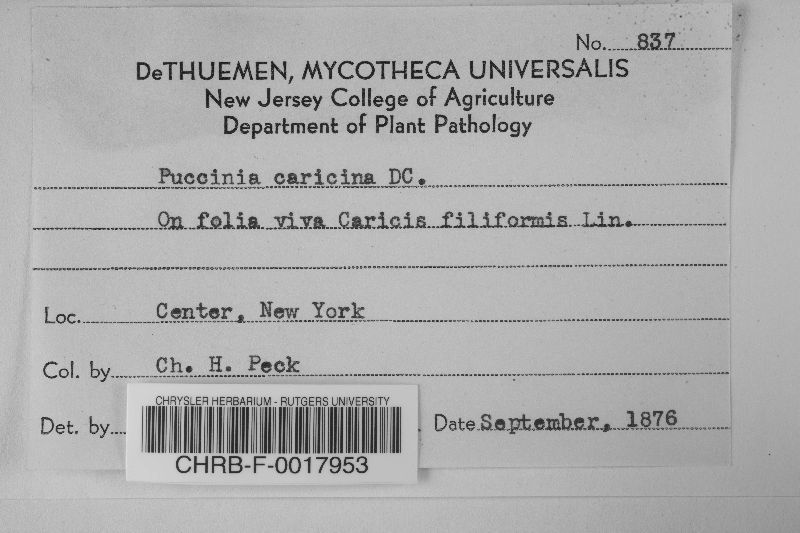 No. 837
DeTHUEMEN, MYCOTHECA UNIVERSALIS
New Jersey College of Agriculture
Department of Plant Pathology
Puccinia caricina DC.
On folia viva Caricis filiformis Lin.
Loc. Center, New York
Col. by Ch. H. Peck
Det. by
Date September, 1876
CHRYSLER HERBARIUM - RUTGERS UNIVERSITY
CHRB-F-0017953